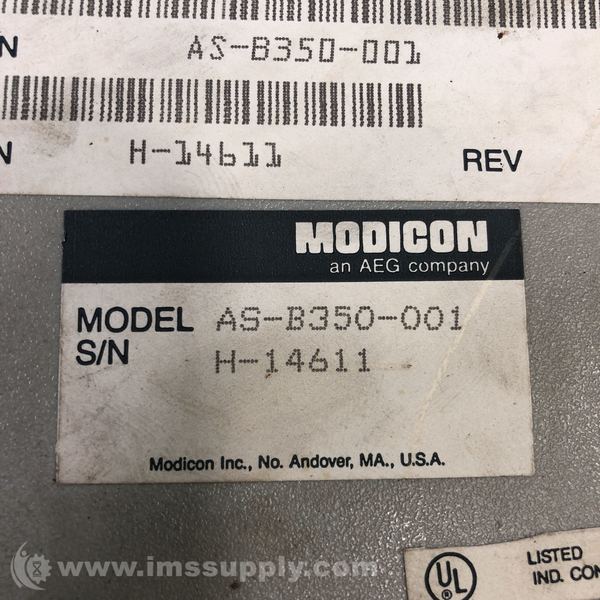 N AS-B350-001
N H-14611 REV
MODICON
an AEG company
MODEL AS-B350-001
S/N H-14611
Modicon Inc., No. Andover, MA., U.S.A.
UL
LISTED
IND. CON
www.imssupply.com